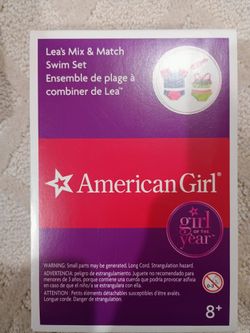 Lea's Mix & Match
Swim Set
Ensemble de plage à
combiner de Lea™
American Girl®
girl
OF THE
year™
WARNING: Small parts may be generated. Long Cord. Strangulation hazard.
ADVERTENCIA: peligro de estrangulamiento. Juguete no recomendado para
menores de 3 años, porque contiene una cuerda que podría provocar asfixia
en caso de que el niño/a se estrangulara con ella.
ATTENTION : Petits éléments détachables susceptibles d'être avalés.
Longue corde. Danger de strangulation.
8+